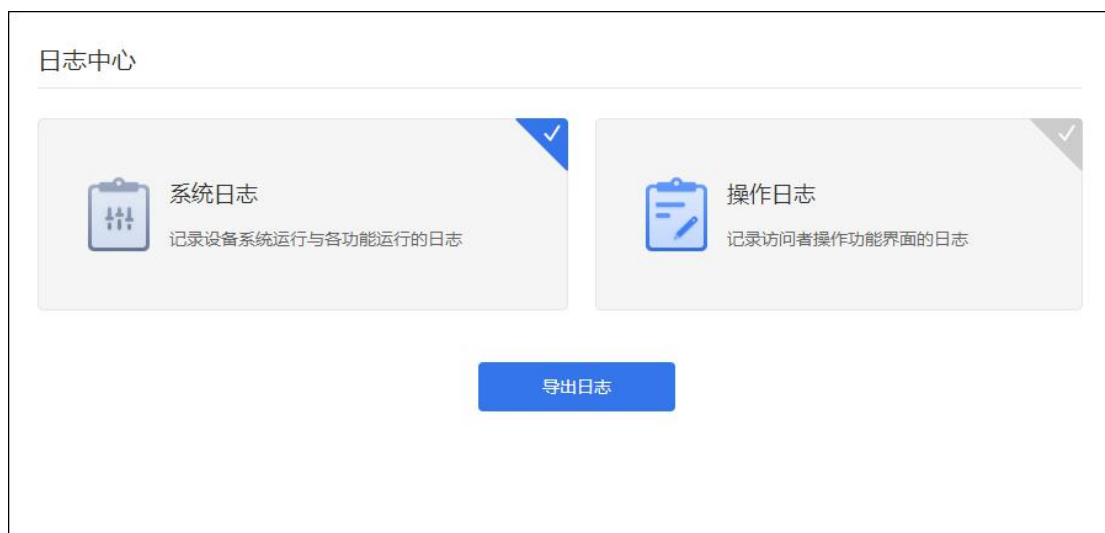 日志中心
系统日志
记录设备系统运行与各功能运行的日志
操作日志
记录访问者操作功能界面的日志
导出日志